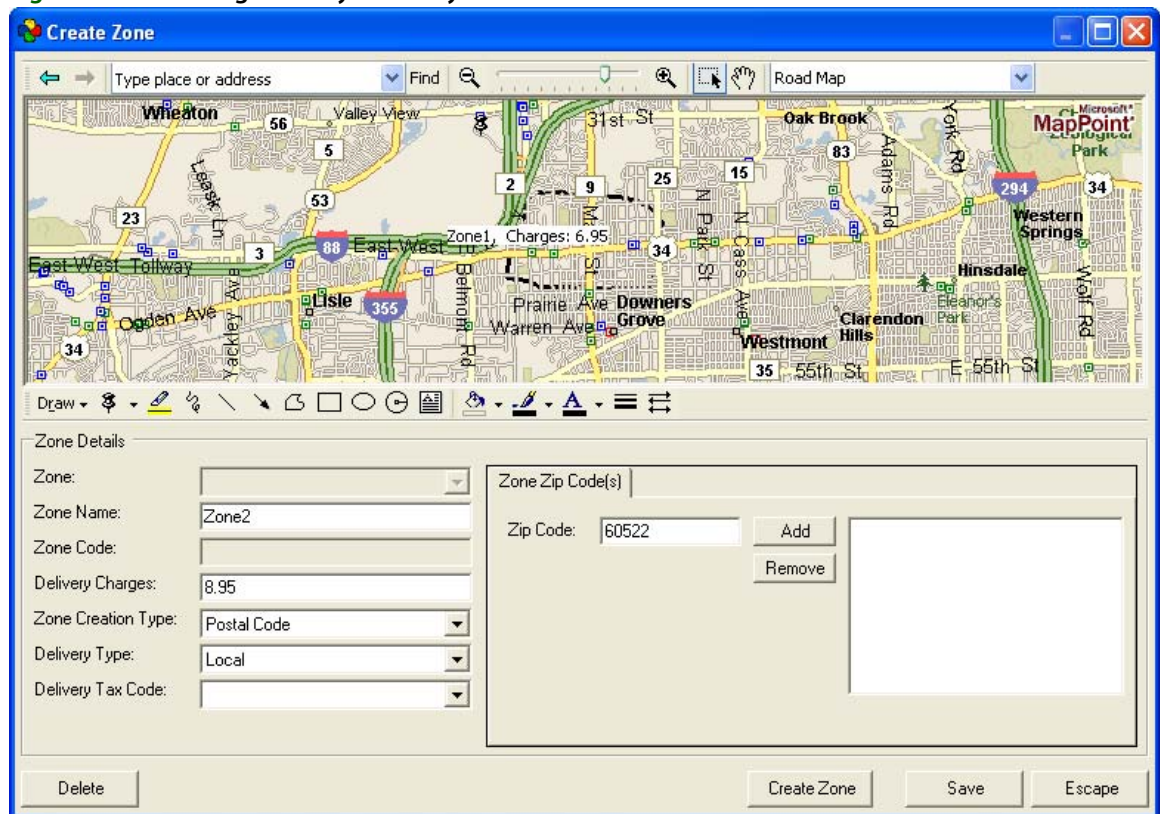 Create Zone
Type place or address
Find
Road Map
Wheaton
56
Valley View
31st St
Oak Brook
York Rd
Microsoft
MapPoint
Zoological
Park
5
83
Adams Rd
Leask Ln
2
9
25
15
294
34
53
N Park St
N Cass Ave
Western
Springs
23
Zone1, Charges: 6.95
88
East-West
3
34
East-West Tollway
Hinsdale
Wolf Rd
Belmont Rd
Prairie Ave
Downers
Grove
Lisle
355
Eleanor's
Park
Ogden Ave
Yackley Ave
Warren Ave
Clarendon
Hills
Westmont
34
35
55th St
E 55th St
Draw
A
Zone Details
Zone:
Zone Name:
Zone2
Zone Code:
Delivery Charges:
8.95
Zone Creation Type:
Postal Code
Delivery Type:
Local
Delivery Tax Code:
Zone Zip Code(s)
Zip Code:
60522
Add
Remove
Delete
Create Zone
Save
Escape